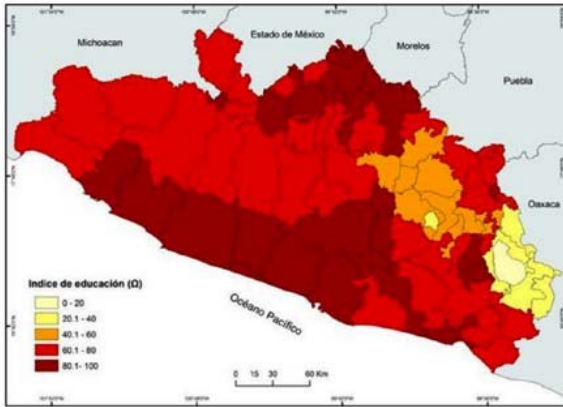 Michoacan
Estado de México
Morelos
Puebla
Oaxaca
Indice de educación (Ω)
0 - 20
20.1 - 40
40.1 - 60
60.1 - 80
80.1 - 100
Océano Pacífico
0 15 30 60 Km